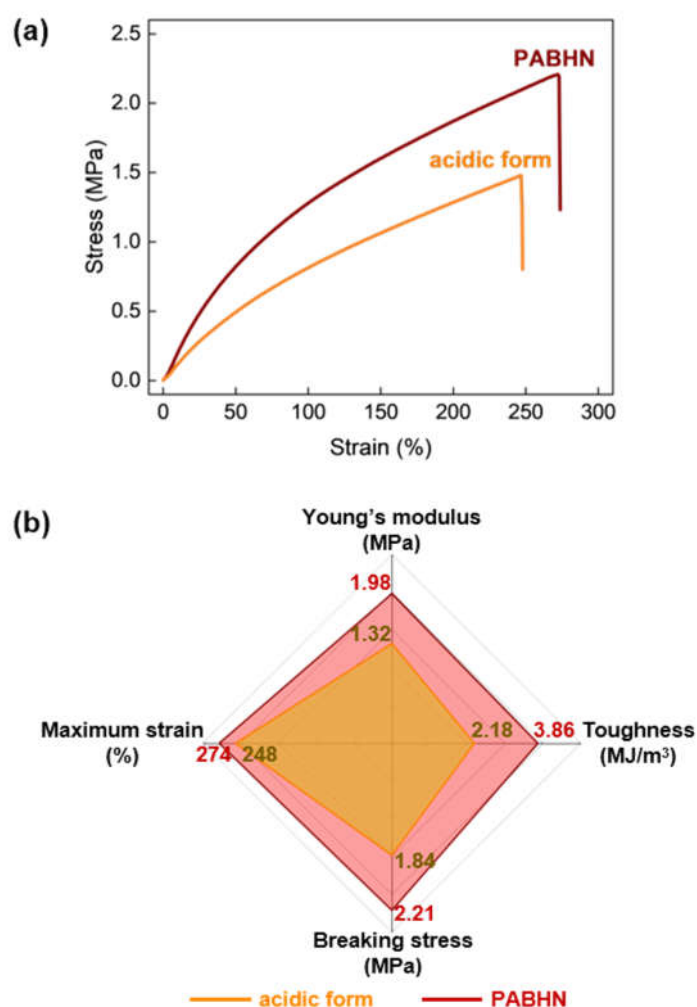 (a)
2.5
2.0
1.5
1.0
0.5
0.0
Stress (MPa)
PABHN
acidic form
0 50 100 150 200 250 300
Strain (%)
(b)
Young's modulus
(MPa)
1.98
1.32
Maximum strain
(%)
274 248
2.18 3.86
Toughness
(MJ/m³)
1.84
2.21
Breaking stress
(MPa)
acidic form PABHN